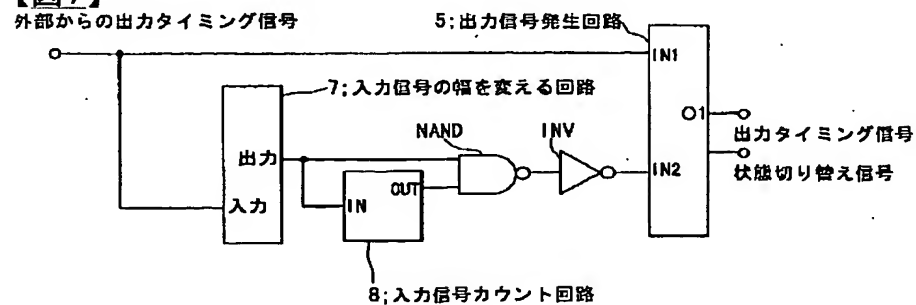 【図7】
外部からの出力タイミング信号
5;出力信号発生回路
IN1
7;入力信号の幅を変える回路
NAND
INV
O1
出力タイミング信号
出力
OUT
IN2
状態切り替え信号
入力
IN
8;入力信号カウント回路